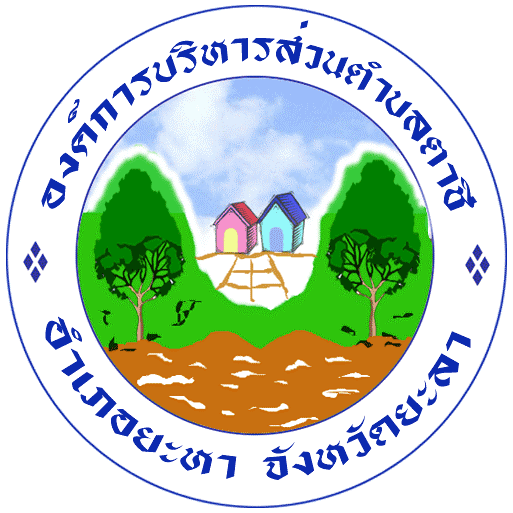 องค์การบริหารส่วนตำบลตาชี
อำเภอยะหา จังหวัดยะลา